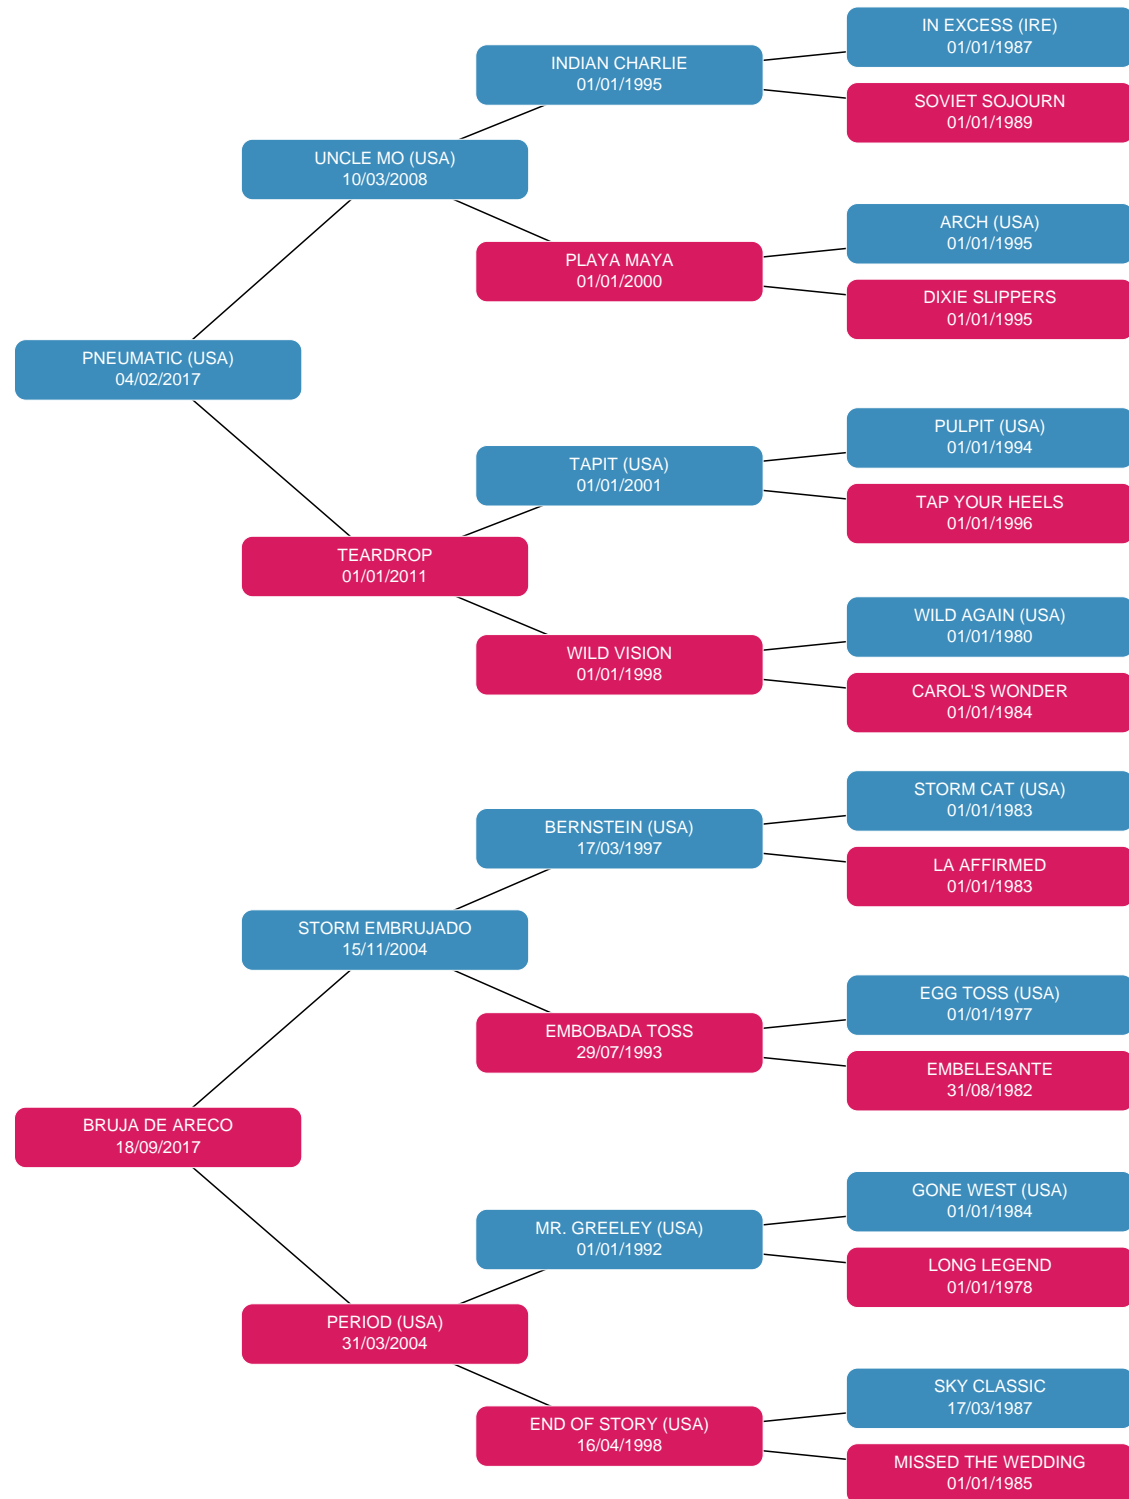 IN EXCESS (IRE)
01/01/1987
INDIAN CHARLIE
01/01/1995
SOVIET SOJOURN
01/01/1989
UNCLE MO (USA)
10/03/2008
ARCH (USA)
01/01/1995
PLAYA MAYA
01/01/2000
DIXIE SLIPPERS
01/01/1995
PNEUMATIC (USA)
04/02/2017
PULPIT (USA)
01/01/1994
TAPIT (USA)
01/01/2001
TAP YOUR HEELS
01/01/1996
TEARDROP
01/01/2011
WILD AGAIN (USA)
01/01/1980
WILD VISION
01/01/1998
CAROL'S WONDER
01/01/1984
STORM CAT (USA)
01/01/1983
BERNSTEIN (USA)
17/03/1997
LA AFFIRMED
01/01/1983
STORM EMBRUJADO
15/11/2004
EGG TOSS (USA)
01/01/1977
EMBOBADA TOSS
29/07/1993
EMBELESANTE
31/08/1982
BRUJA DE ARECO
18/09/2017
GONE WEST (USA)
01/01/1984
MR. GREELEY (USA)
01/01/1992
LONG LEGEND
01/01/1978
PERIOD (USA)
31/03/2004
SKY CLASSIC
17/03/1987
END OF STORY (USA)
16/04/1998
MISSED THE WEDDING
01/01/1985